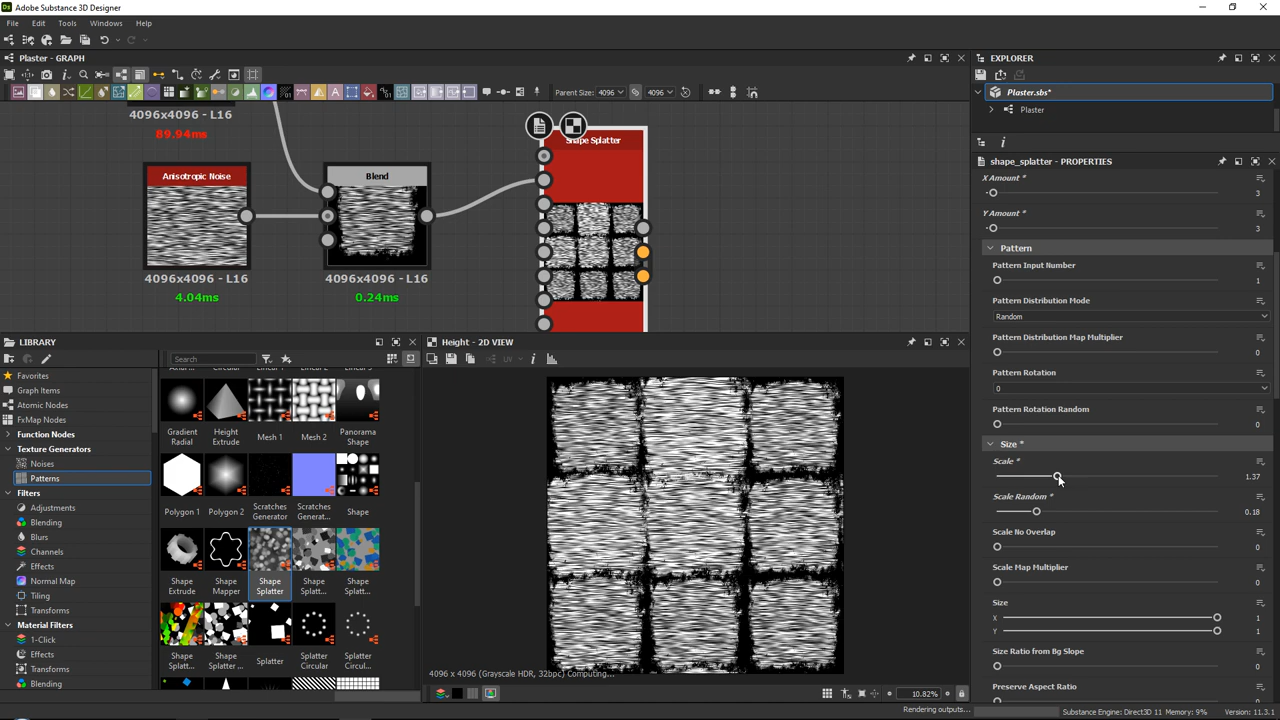 Adobe Substance 3D Designer
File Edit Tools Windows Help
Plaster - GRAPH
Parent Size: 4096 4096
4096x4096 - L16
89.94ms
Anisotropic Noise
4096x4096 - L16
4.04ms
Blend
4096x4096 - L16
0.24ms
Shape Splatter
EXPLORER
Plaster.sbs*
Plaster
LIBRARY
Search
Favorites
Graph Items
Atomic Nodes
FxMap Nodes
Function Nodes
Texture Generators
Noises
Patterns
Filters
Adjustments
Blending
Blurs
Channels
Effects
Normal Map
Tiling
Transforms
Material Filters
1-Click
Effects
Transforms
Blending
Gradient Radial
Height Extrude
Mesh 1
Mesh 2
Panorama Shape
Polygon 1
Polygon 2
Scratches Generator
Scratches Generat...
Shape
Shape Extrude
Shape Mapper
Shape Splatter
Shape Splatt...
Shape Splatt...
Shape Splatt...
Shape Splatter ...
Splatter
Splatter Circular
Splatter Circul...
Height - 2D VIEW
UV
4096 x 4096 (Grayscale HDR, 32bpc) Computing...
10.82%
shape_splatter - PROPERTIES
X Amount *
3
Y Amount *
3
Pattern
Pattern Input Number
1
Pattern Distribution Mode
Random
Pattern Distribution Map Multiplier
0
Pattern Rotation
0
Pattern Rotation Random
0
Size *
Scale *
1.37
Scale Random *
0.18
Scale No Overlap
0
Scale Map Multiplier
0
Size
X 1
Y 1
Size Ratio from Bg Slope
0
Preserve Aspect Ratio
Rendering outputs...
Substance Engine: Direct3D 11 Memory: 9%
Version: 11.3.1